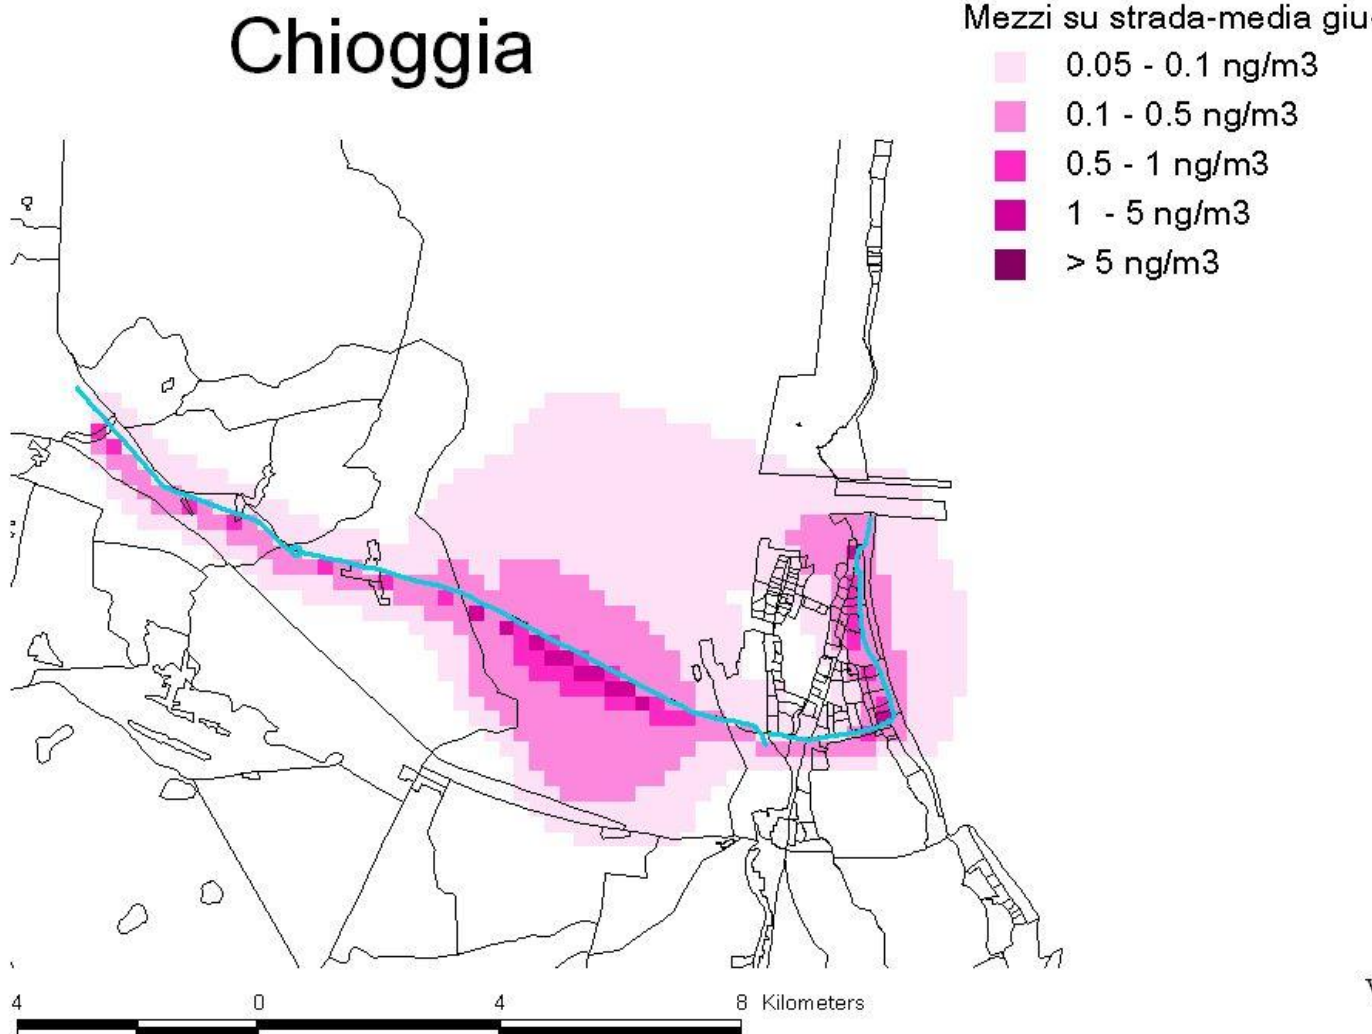 Chioggia
Mezzi su strada-media giu
0.05 - 0.1 ng/m3
0.1 - 0.5 ng/m3
0.5 - 1 ng/m3
1 - 5 ng/m3
> 5 ng/m3
4 0 4 8 Kilometers